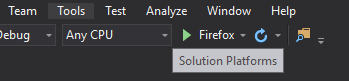 Team Tools Test Analyze Window Help
Debug Any CPU Firefox
Solution Platforms